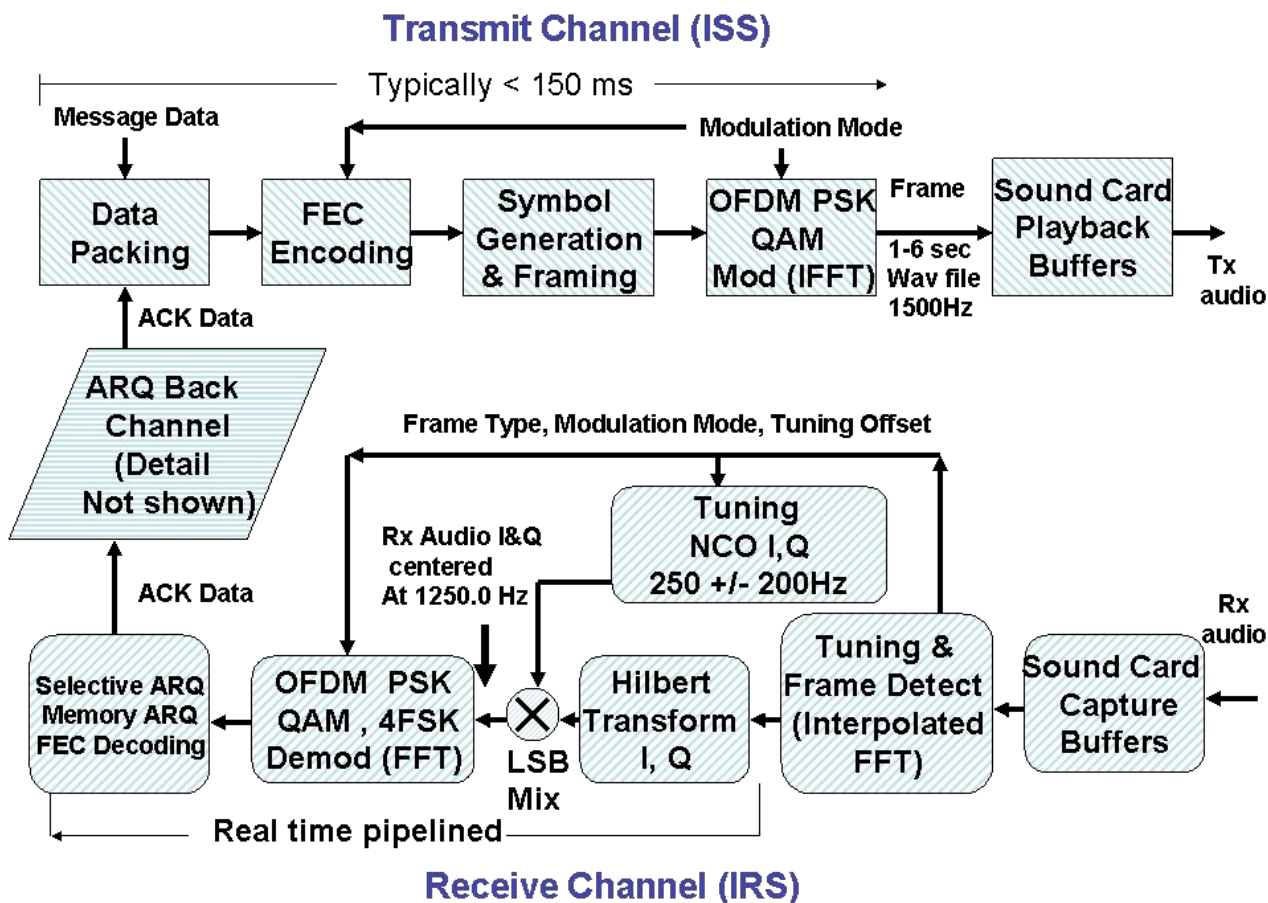 Transmit Channel (ISS)
Typically < 150 ms
Message Data
Modulation Mode
Data
Packing
FEC
Encoding
Symbol
Generation
& Framing
OFDM PSK
QAM
Mod (IFFT)
Frame
1-6 sec
Wav file
1500Hz
Sound Card
Playback
Buffers
Tx
audio
ACK Data
ARQ Back
Channel
(Detail
Not shown)
ACK Data
Frame Type, Modulation Mode, Tuning Offset
Tuning
NCO I,Q
250 +/- 200Hz
Rx Audio I&Q
centered
At 1250.0 Hz
Rx
audio
Selective ARQ
Memory ARQ
FEC Decoding
OFDM PSK
QAM , 4FSK
Demod (FFT)
LSB
Mix
Hilbert
Transform
I, Q
Tuning &
Frame Detect
(Interpolated
FFT)
Sound Card
Capture
Buffers
Real time pipelined
Receive Channel (IRS)